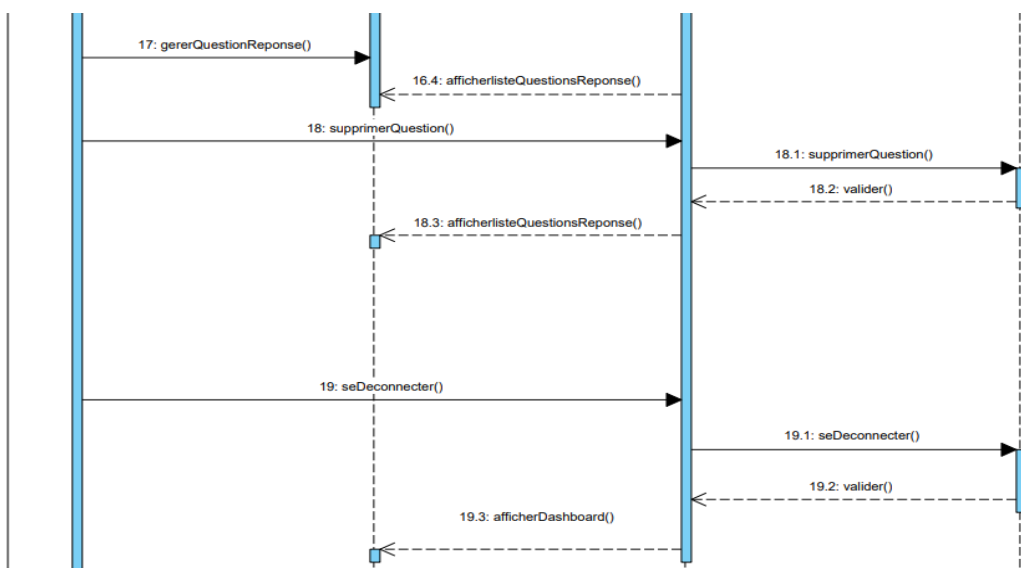 17: gererQuestionReponse()
16.4: afficherlisteQuestionsReponse()
18: supprimerQuestion()
18.1: supprimerQuestion()
18.2: valider()
18.3: afficherlisteQuestionsReponse()
19: seDeconnecter()
19.1: seDeconnecter()
19.2: valider()
19.3: afficherDashboard()